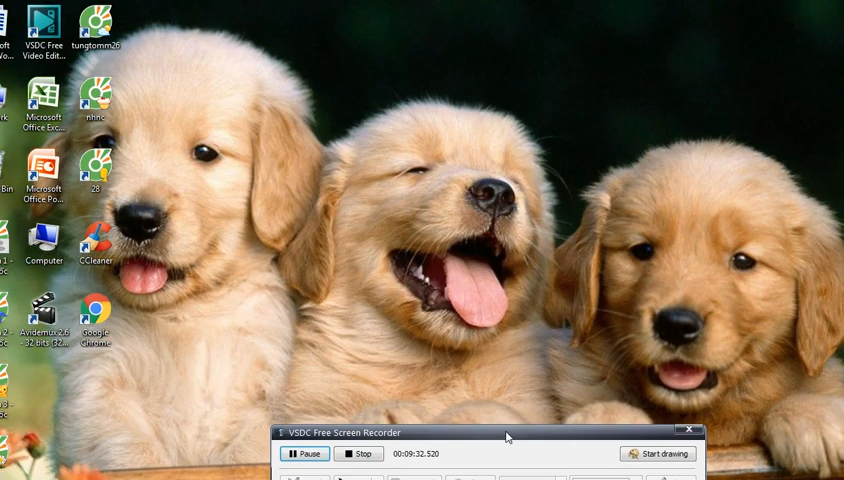 VSDC Free
Video Edit...
tungtomm26
Microsoft
Office Exc...
nhnc
Bin
Microsoft
Office Po...
28
Computer
CCleaner
Avidemux 2.6
- 32 bits (32...
Google
Chrome
VSDC Free Screen Recorder
Pause
Stop
00:09:32.520
Start drawing